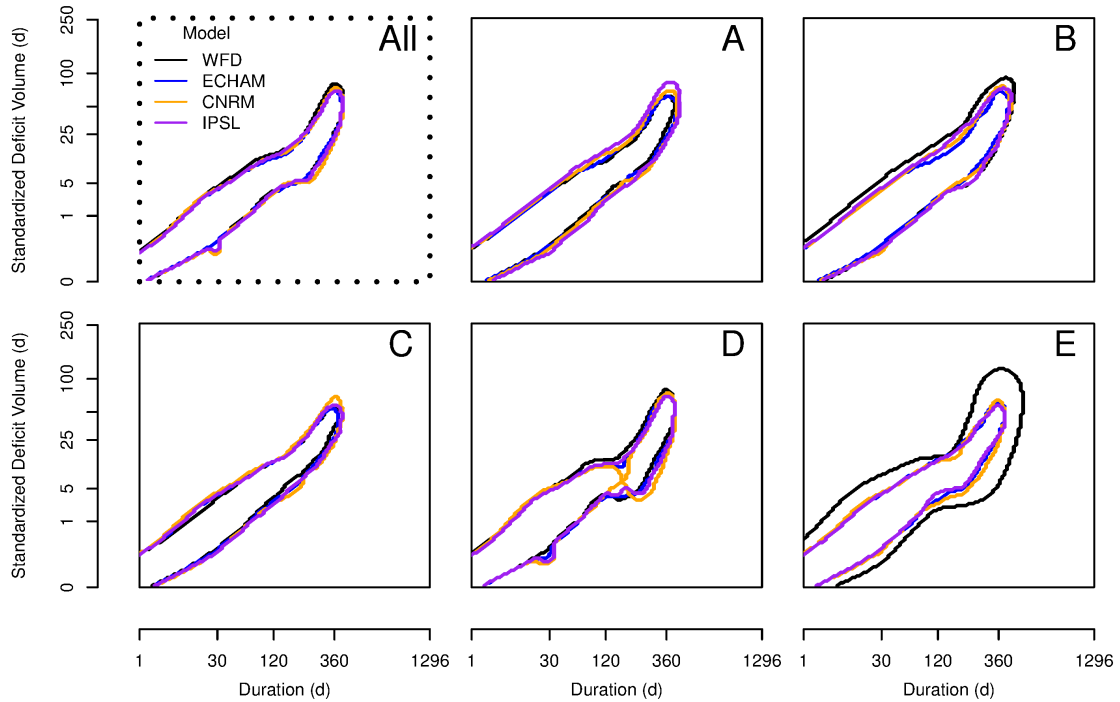 Standardized Deficit Volume (d)
250
100
25
5
1
0
Model
WFD
ECHAM
CNRM
IPSL
All
A
B
Standardized Deficit Volume (d)
250
100
25
5
1
0
C
D
E
1 30 120 360 1296
1 30 120 360 1296
1 30 120 360 1296
Duration (d)
Duration (d)
Duration (d)